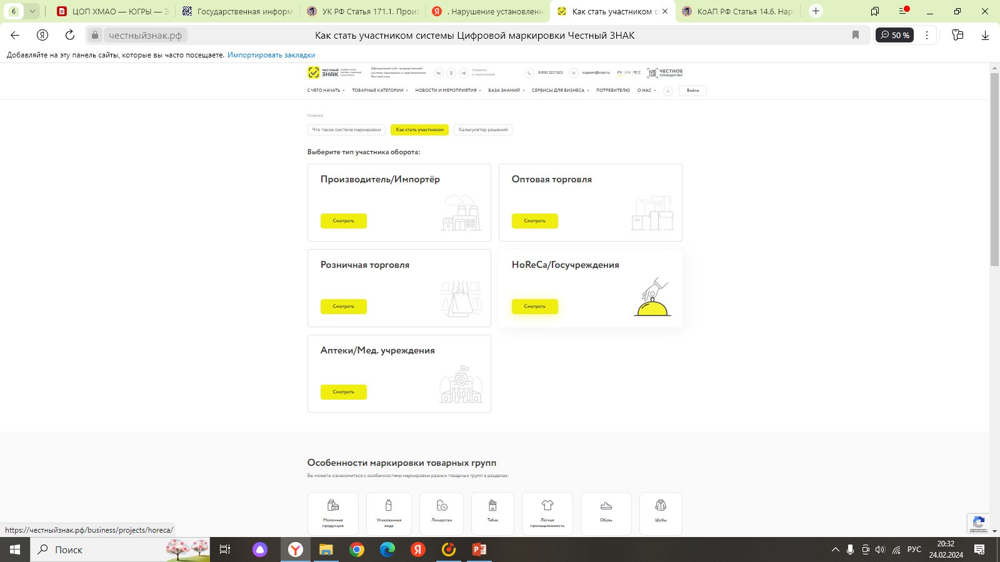 6
ЦОП ХМАО — ЮГРЫ — Э
Государственная информ
УК РФ Статья 171.1. Произ
. Нарушение установленн
Как стать участником с
КоАП РФ Статья 14.6. Нару
честныйзнак.рф
Как стать участником системы Цифровой маркировки Честный ЗНАК
50 %
Добавляйте на эту панель сайты, которые вы часто посещаете. Импортировать закладки
ЧЕСТНЫЙ ЗНАК
НАЦИОНАЛЬНАЯ СИСТЕМА ЦИФРОВОЙ МАРКИРОВКИ
Официальный сайт государственной
системы маркировки и прослеживания
Честный знак
Новости
о маркировке
8 800 222 1523
support@crpt.ru
РУ EN 中文
ЧЕСТНОЕ
СООБЩЕСТВО
С ЧЕГО НАЧАТЬ
ТОВАРНЫЕ КАТЕГОРИИ
НОВОСТИ И МЕРОПРИЯТИЯ
БАЗА ЗНАНИЙ
СЕРВИСЫ ДЛЯ БИЗНЕСА
ПОТРЕБИТЕЛЮ
О НАС
Войти
ГЛАВНАЯ
Что такое система маркировки
Как стать участником
Калькулятор решений
Выберите тип участника оборота:
Производитель/Импортёр
Смотреть
Оптовая торговля
Смотреть
Розничная торговля
Смотреть
HoReCa/Госучреждения
Смотреть
Аптеки/Мед. учреждения
Смотреть
Особенности маркировки товарных групп
Вы можете ознакомиться с особенностями маркировки разных товарных групп в разделах:
Молочная
продукция
Упакованная
вода
Лекарства
Табак
Лёгкая
промышленность
Обувь
Шубы
https://честныйзнак.рф/business/projects/horeca/
Поиск
РУС
20:32
24.02.2024